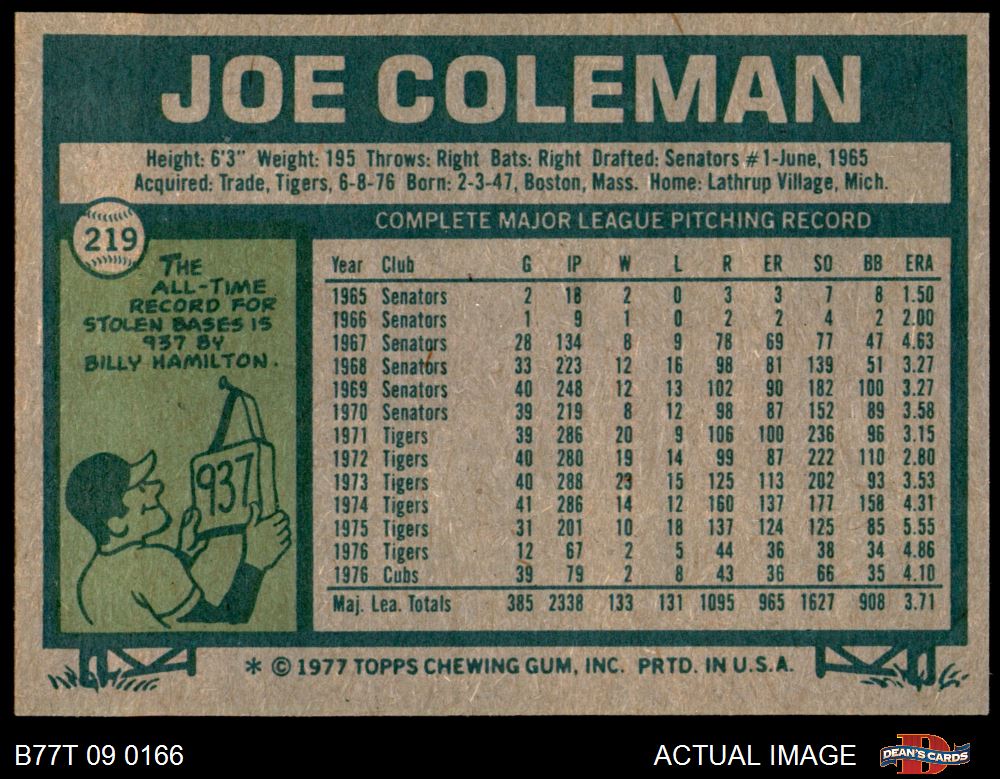 JOE COLEMAN
Height: 6'3" Weight: 195 Throws: Right Bats: Right Drafted: Senators #1-June, 1965
Acquired: Trade, Tigers, 6-8-76 Born: 2-3-47, Boston, Mass. Home: Lathrup Village, Mich.
219
THE
ALL-TIME
RECORD FOR
STOLEN BASES IS
937 BY
BILLY HAMILTON.
937
COMPLETE MAJOR LEAGUE PITCHING RECORD
Year Club G IP W L R ER SO BB ERA
1965 Senators 2 18 2 0 3 3 7 8 1.50
1966 Senators 1 9 1 0 2 2 4 2 2.00
1967 Senators 28 134 8 9 78 69 77 47 4.63
1968 Senators 33 223 12 16 98 81 139 51 3.27
1969 Senators 40 248 12 13 102 90 182 100 3.27
1970 Senators 39 219 8 12 98 87 152 89 3.58
1971 Tigers 39 286 20 9 106 100 236 96 3.15
1972 Tigers 40 280 19 14 99 87 222 110 2.80
1973 Tigers 40 288 23 15 125 113 202 93 3.53
1974 Tigers 41 286 14 12 160 137 177 158 4.31
1975 Tigers 31 201 10 18 137 124 125 85 5.55
1976 Tigers 12 67 2 5 44 36 38 34 4.86
1976 Cubs 39 79 2 8 43 36 66 35 4.10
Maj. Lea. Totals 385 2338 133 131 1095 965 1627 908 3.71
* © 1977 TOPPS CHEWING GUM, INC. PRTD. IN U.S.A.
B77T 09 0166
ACTUAL IMAGE
DEAN'S CARDS